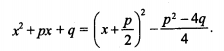 x² + px + q = (x + p/2)² − (p² − 4q)/4.